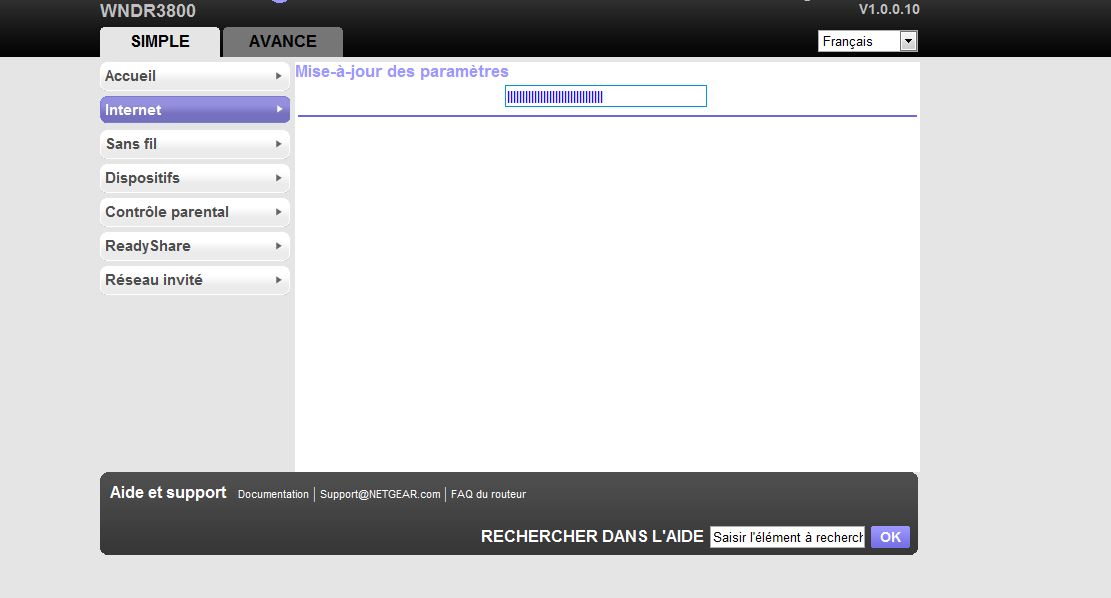 WNDR3800
V1.0.0.10
SIMPLE
AVANCE
Français
Accueil
Internet
Sans fil
Dispositifs
Contrôle parental
ReadyShare
Réseau invité
Mise-à-jour des paramètres
Aide et support Documentation | Support@NETGEAR.com | FAQ du routeur
RECHERCHER DANS L'AIDE Saisir l'élément à recherch OK